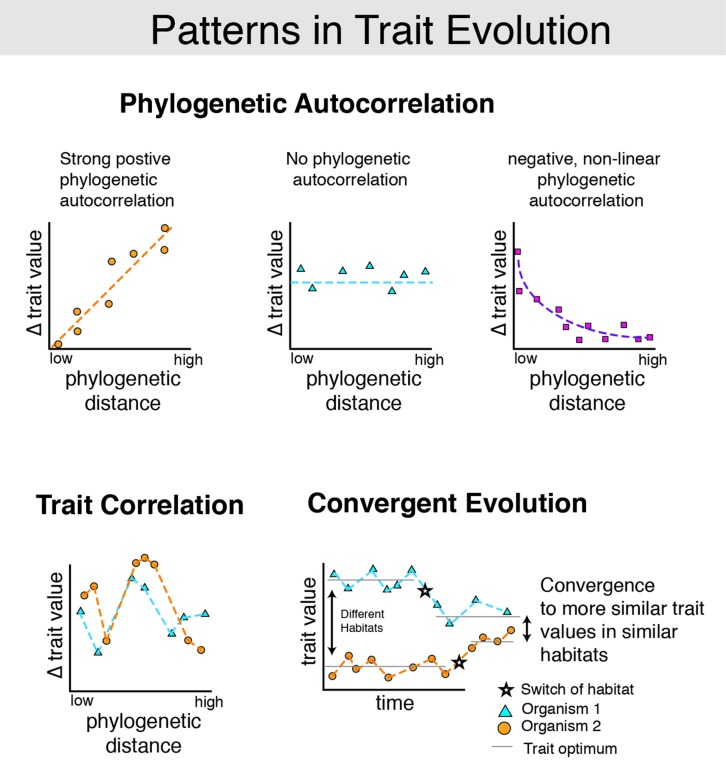 Patterns in Trait Evolution
Phylogenetic Autocorrelation
Strong postive
phylogenetic
autocorrelation
Δ trait value
low
high
phylogenetic
distance
No phylogenetic
autocorrelation
Δ trait value
low
high
phylogenetic
distance
negative, non-linear
phylogenetic
autocorrelation
Δ trait value
low
high
phylogenetic
distance
Trait Correlation
Δ trait value
low
high
phylogenetic
distance
Convergent Evolution
trait value
Different
Habitats
time
Convergence
to more similar trait
values in similar
habitats
Switch of habitat
Organism 1
Organism 2
Trait optimum